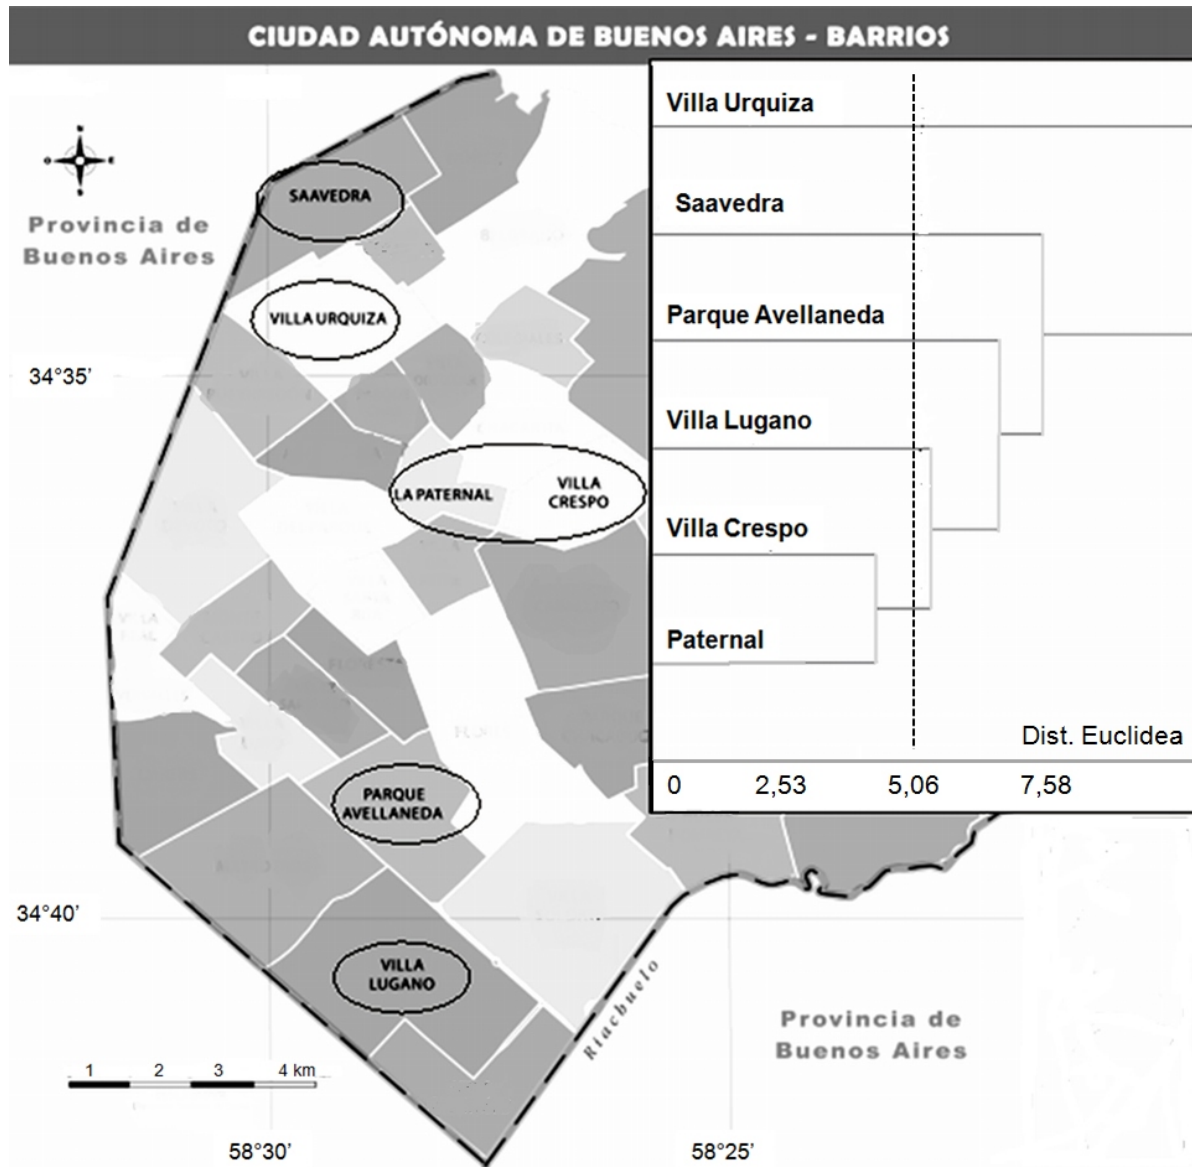 CIUDAD AUTÓNOMA DE BUENOS AIRES - BARRIOS
Provincia de
Buenos Aires
SAAVEDRA
VILLA URQUIZA
34°35’
LA PATERNAL
VILLA
CRESPO
PARQUE
AVELLANEDA
34°40’
VILLA
LUGANO
Riachuelo
Provincia de
Buenos Aires
1 2 3 4 km
58°30’ 58°25’
Villa Urquiza
Saavedra
Parque Avellaneda
Villa Lugano
Villa Crespo
Paternal
Dist. Euclidea
0 2,53 5,06 7,58